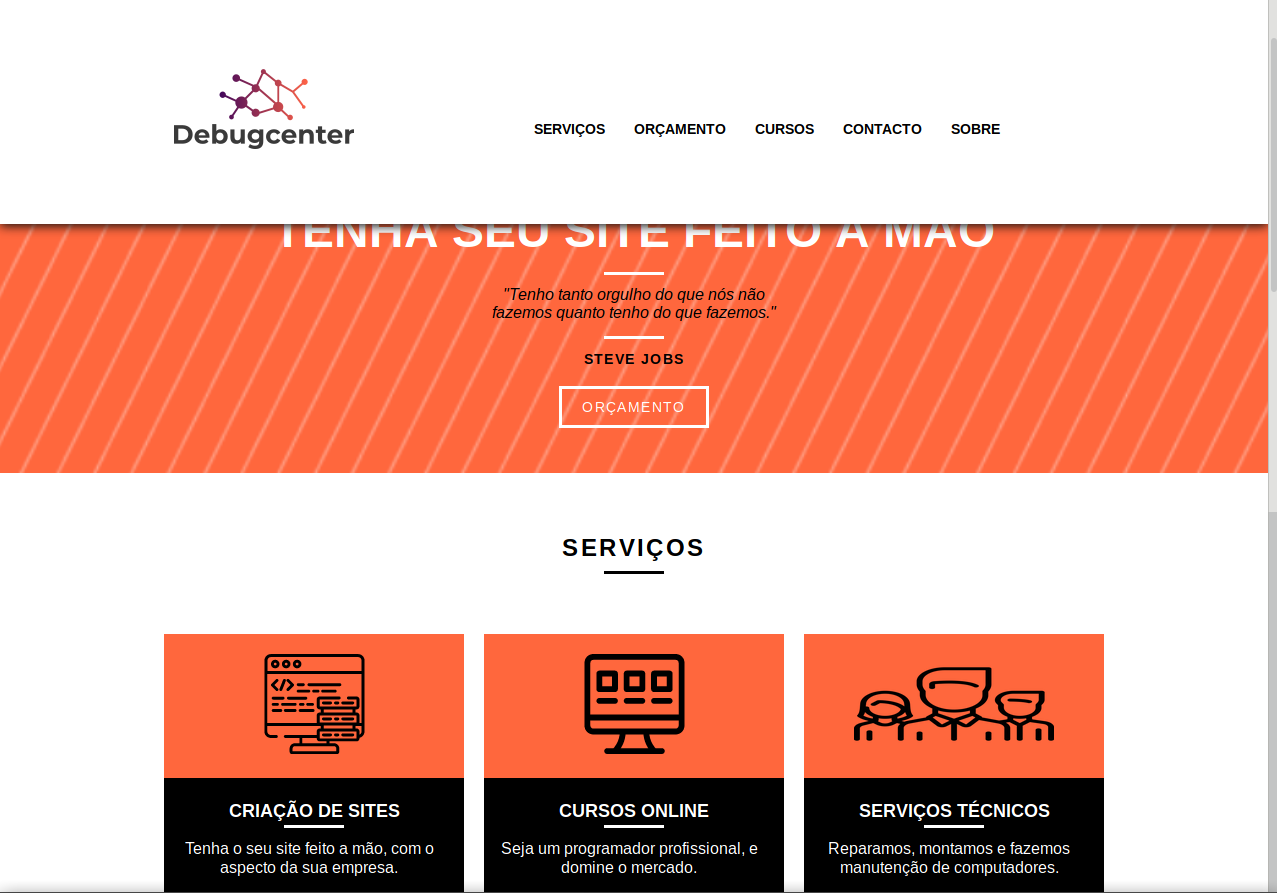 Debugcenter
SERVIÇOS ORÇAMENTO CURSOS CONTACTO SOBRE
TENHA SEU SITE FEITO A MÃO
"Tenho tanto orgulho do que nós não
fazemos quanto tenho do que fazemos."
STEVE JOBS
ORÇAMENTO
SERVIÇOS
</>
CRIAÇÃO DE SITES
Tenha o seu site feito a mão, com o
aspecto da sua empresa.
CURSOS ONLINE
Seja um programador profissional, e
domine o mercado.
SERVIÇOS TÉCNICOS
Reparamos, montamos e fazemos
manutenção de computadores.